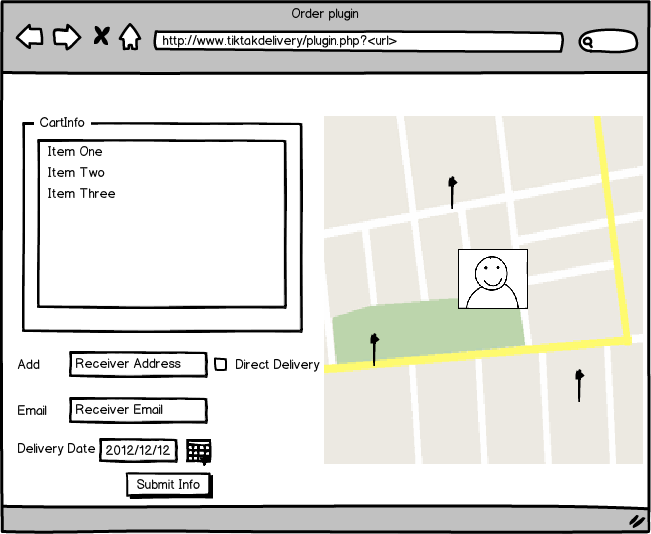 Order plugin
http://www.tiktakdelivery/plugin.php?<url>
CartInfo
Item One
Item Two
Item Three
Add
Receiver Address
Direct Delivery
Email
Receiver Email
Delivery Date
2012/12/12
Submit Info